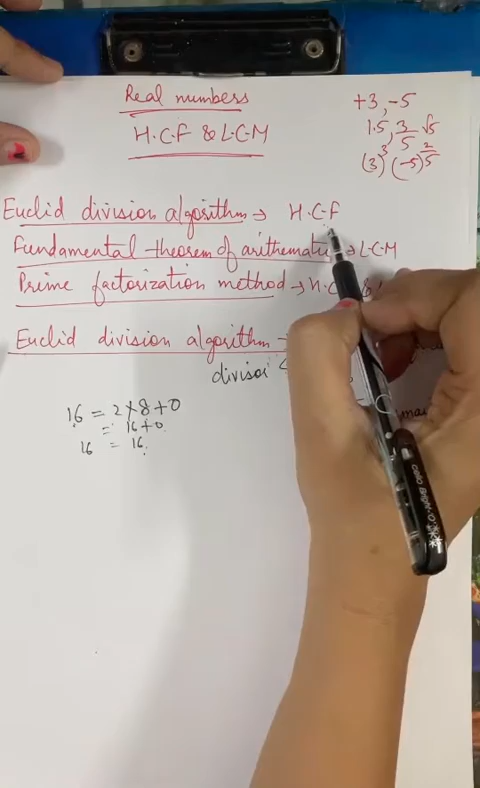 Real numbers
H.C.F & L.C.M
+3, -5
1.5, 3/5 √5
(3)³ (-5)^2/5
Euclid division algorithm → H.C.F
Fundamental theorem of arithematic → L.C.M
Prime factorization method → H.C
Euclid division algorithm
divisor
16 = 2×8+0
= 16+0
16 = 16.